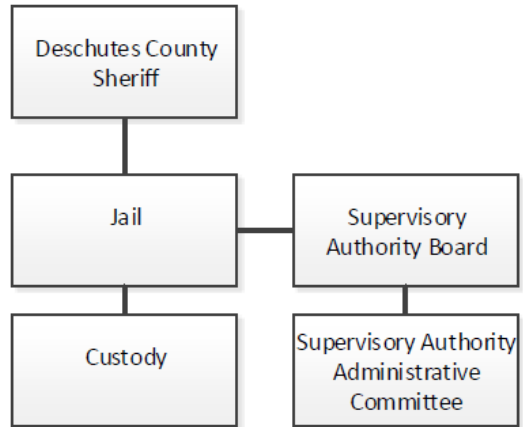 Deschutes County
Sheriff
Jail
Supervisory
Authority Board
Custody
Supervisory Authority
Administrative
Committee